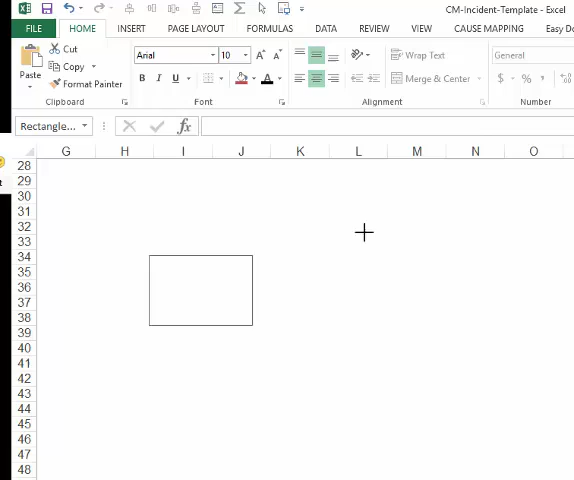 CM-Incident-Template - Excel
FILE HOME INSERT PAGE LAYOUT FORMULAS DATA REVIEW VIEW CAUSE MAPPING Easy Do
Cut Arial 10 A A Wrap Text General
Paste Copy
Format Painter B I U A Merge & Center $ % ,
Clipboard Font Alignment Number
Rectangle... fx
G H I J K L M N O
28
29
30
31
32
33
34
35
36
37
38
39
40
41
42
43
44
45
46
47
48